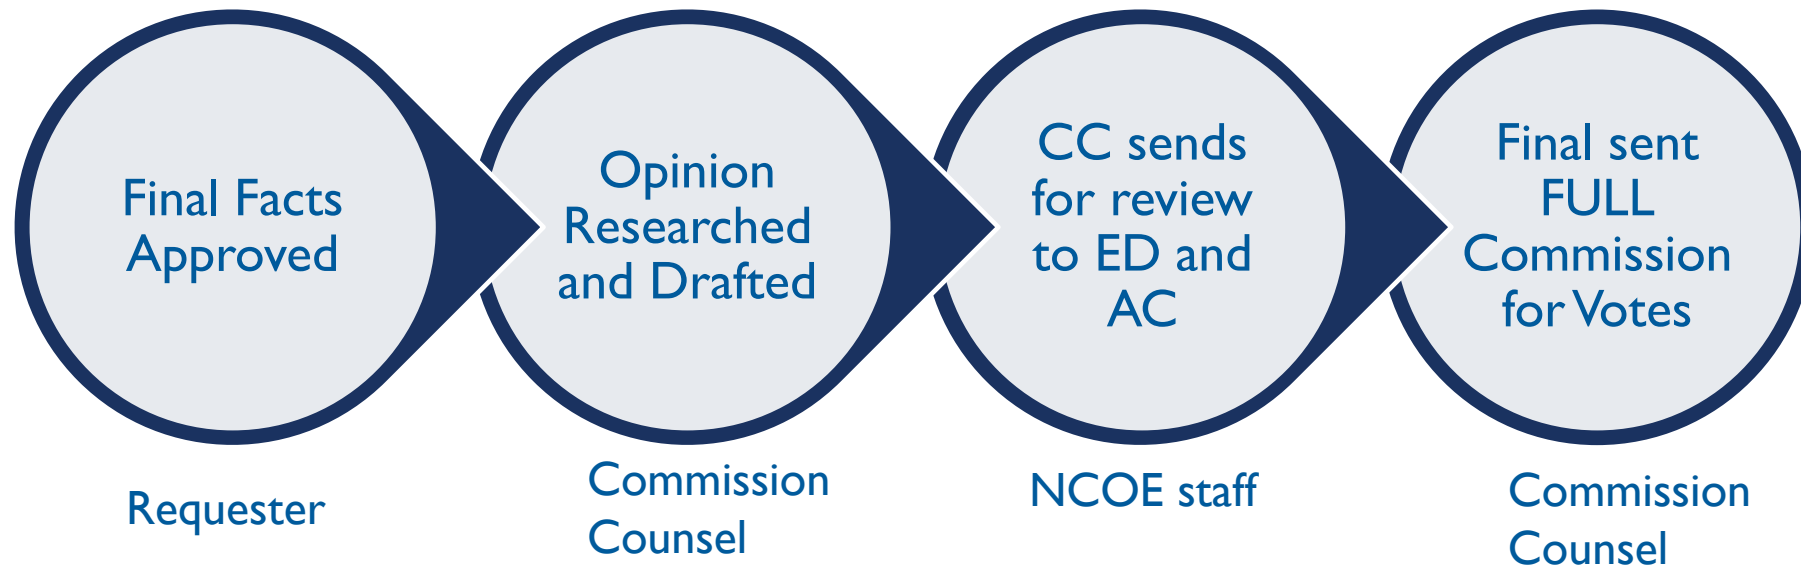 Final Facts
Approved
Opinion
Researched
and Drafted
CC sends
for review
to ED and
AC
Final sent
FULL
Commission
for Votes
Requester
Commission
Counsel
NCOE staff
Commission
Counsel